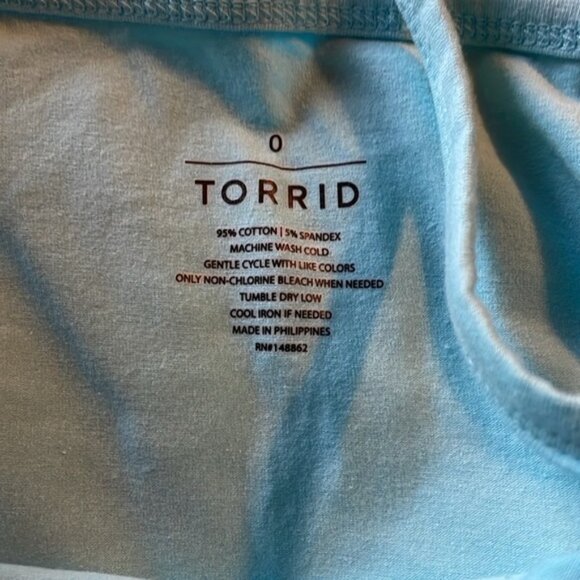 0
TORRID
95% COTTON | 5% SPANDEX
MACHINE WASH COLD
GENTLE CYCLE WITH LIKE COLORS
ONLY NON-CHLORINE BLEACH WHEN NEEDED
TUMBLE DRY LOW
COOL IRON IF NEEDED
MADE IN PHILIPPINES
RN#148862